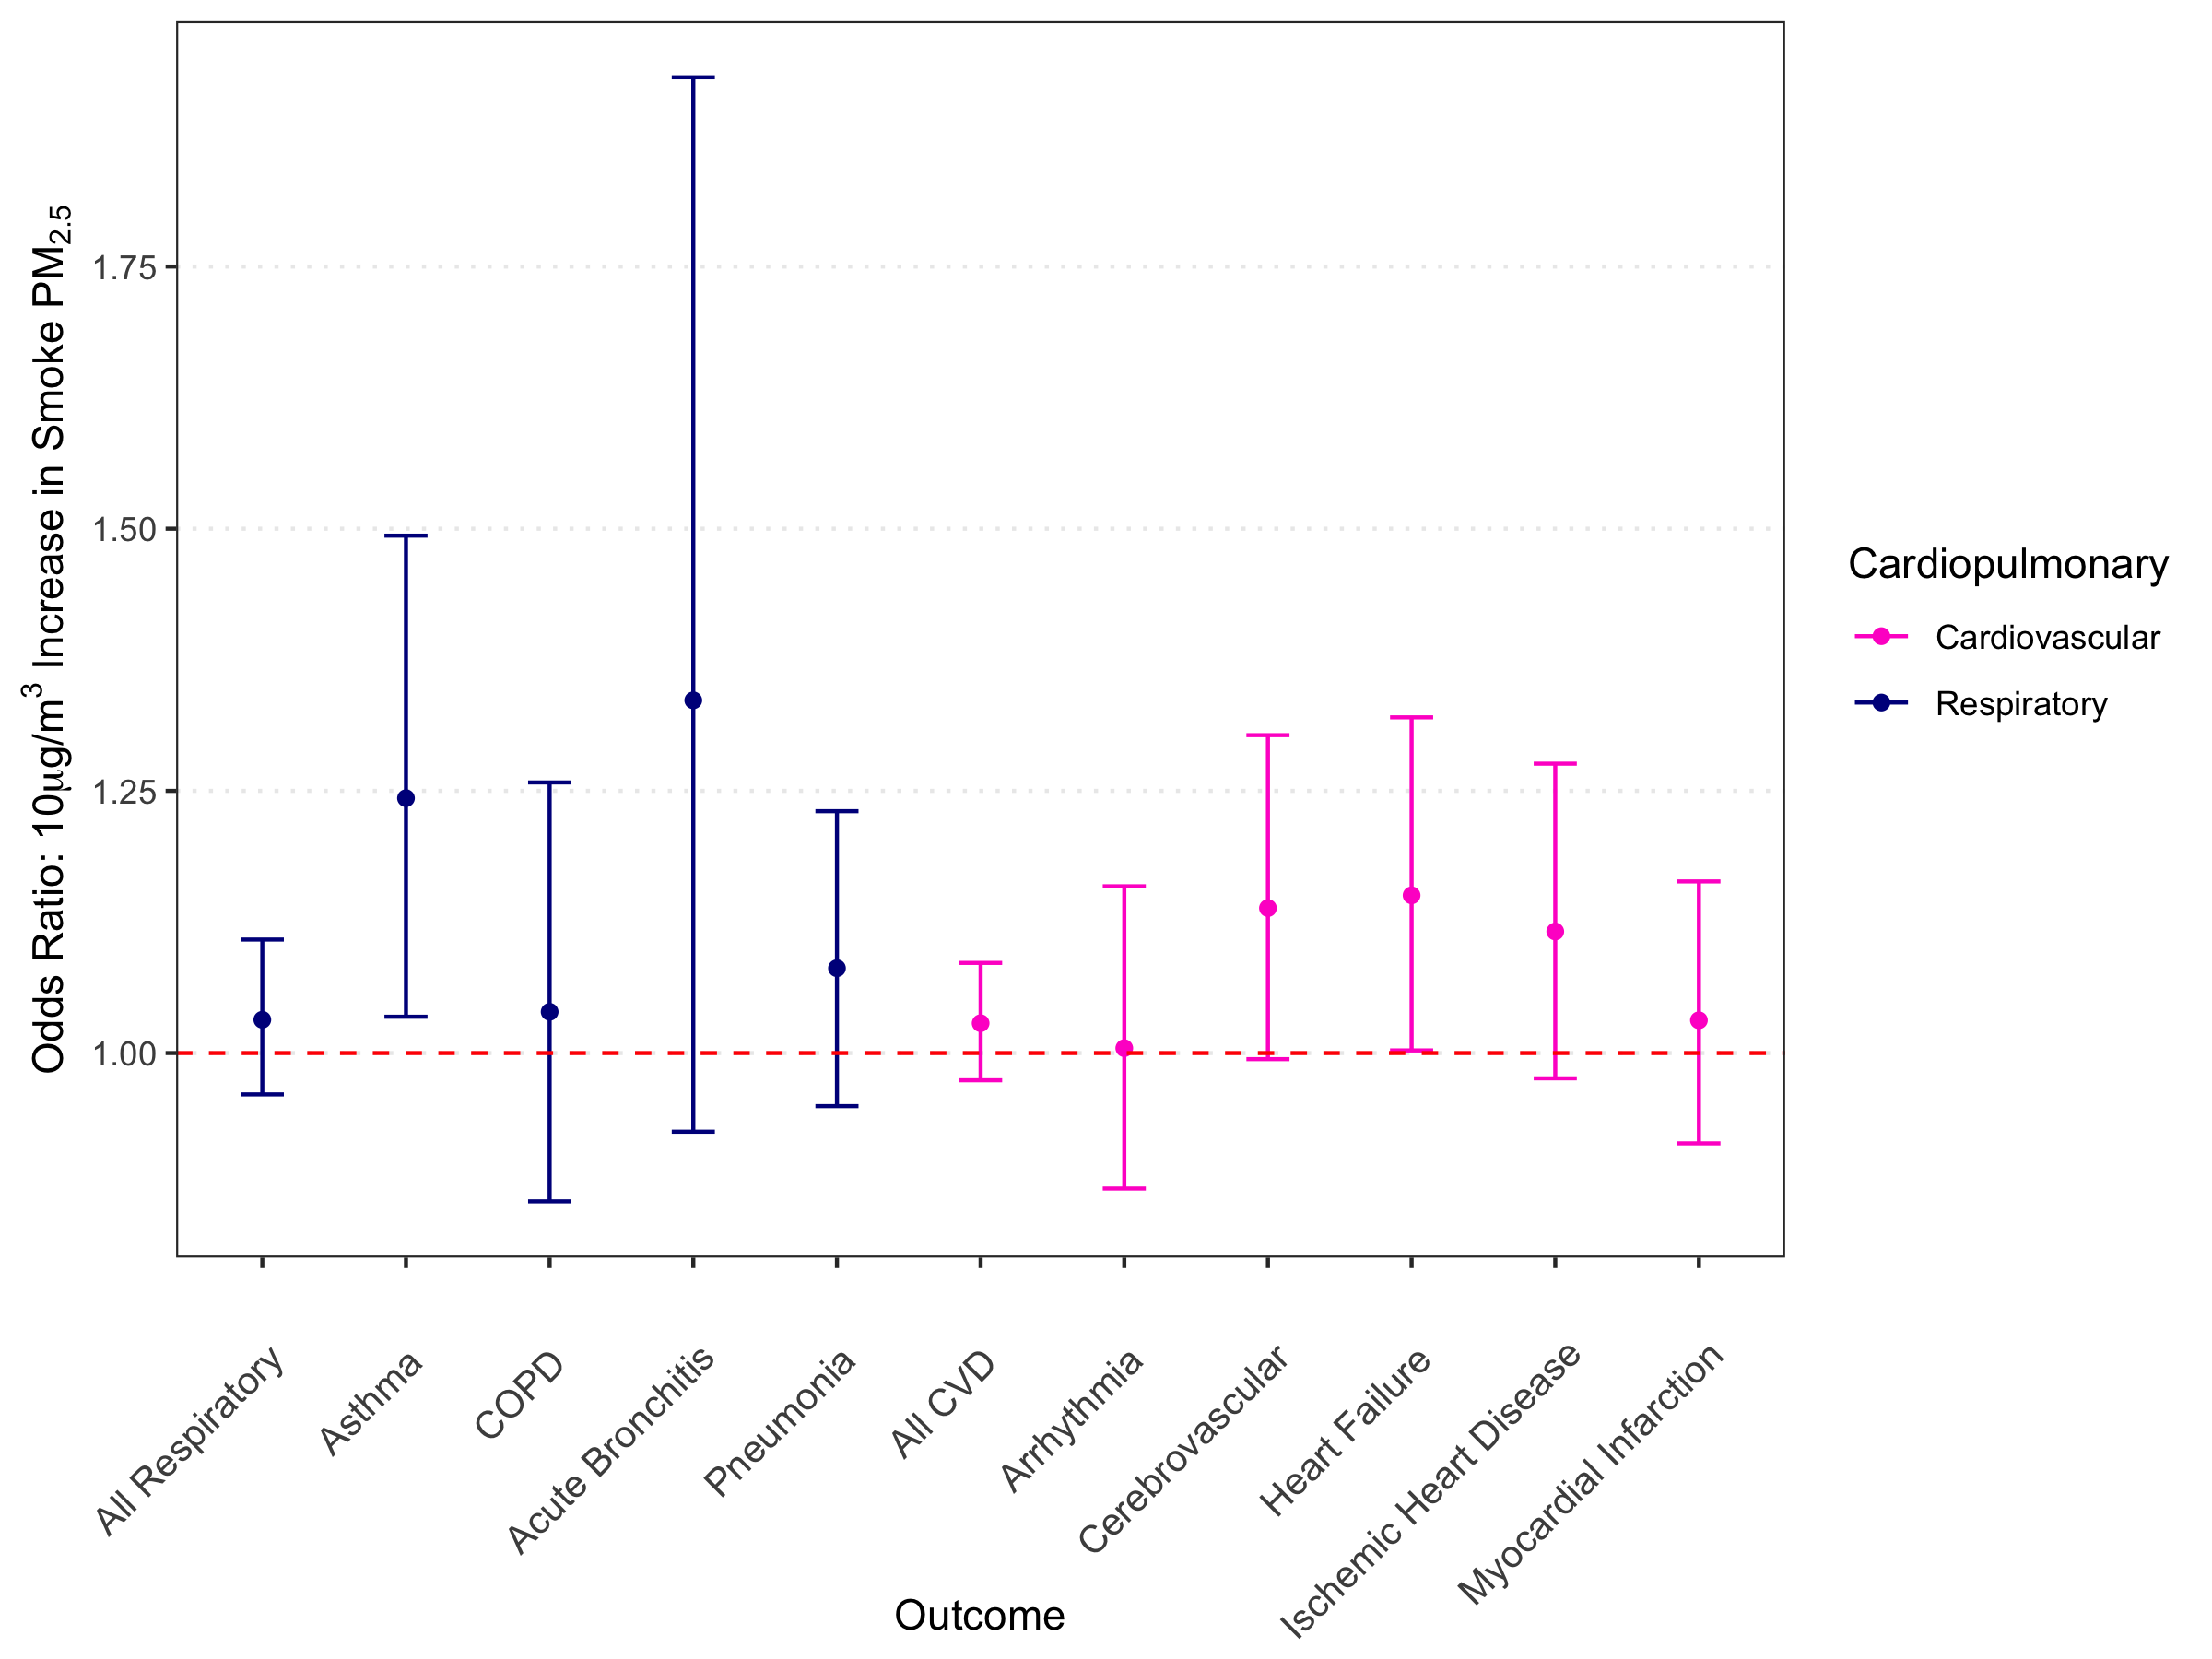 Odds Ratio: 10μg/m³ Increase in Smoke PM₂.₅
1.75
1.50
1.25
1.00
All Respiratory
Asthma
COPD
Acute Bronchitis
Pneumonia
All CVD
Arrhythmia
Cerebrovascular
Heart Failure
Ischemic Heart Disease
Myocardial Infarction
Outcome
Cardiopulmonary
Cardiovascular
Respiratory